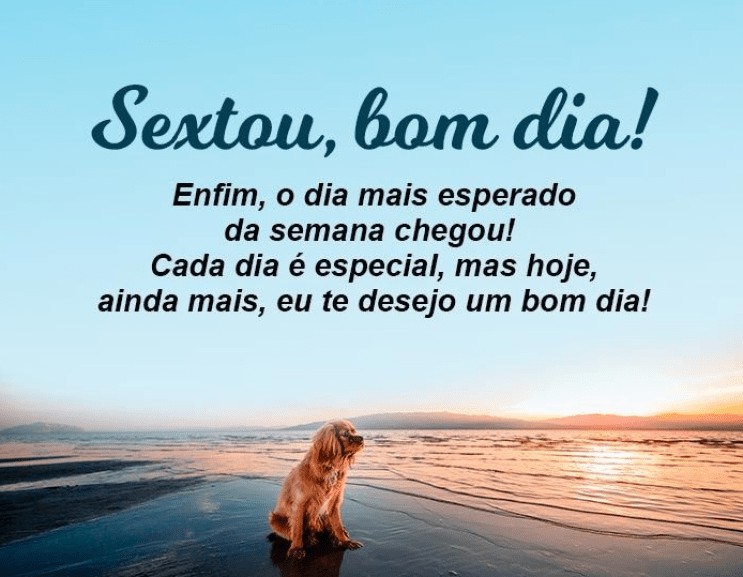 Sextou, bom dia!
Enfim, o dia mais esperado
da semana chegou!
Cada dia é especial, mas hoje,
ainda mais, eu te desejo um bom dia!